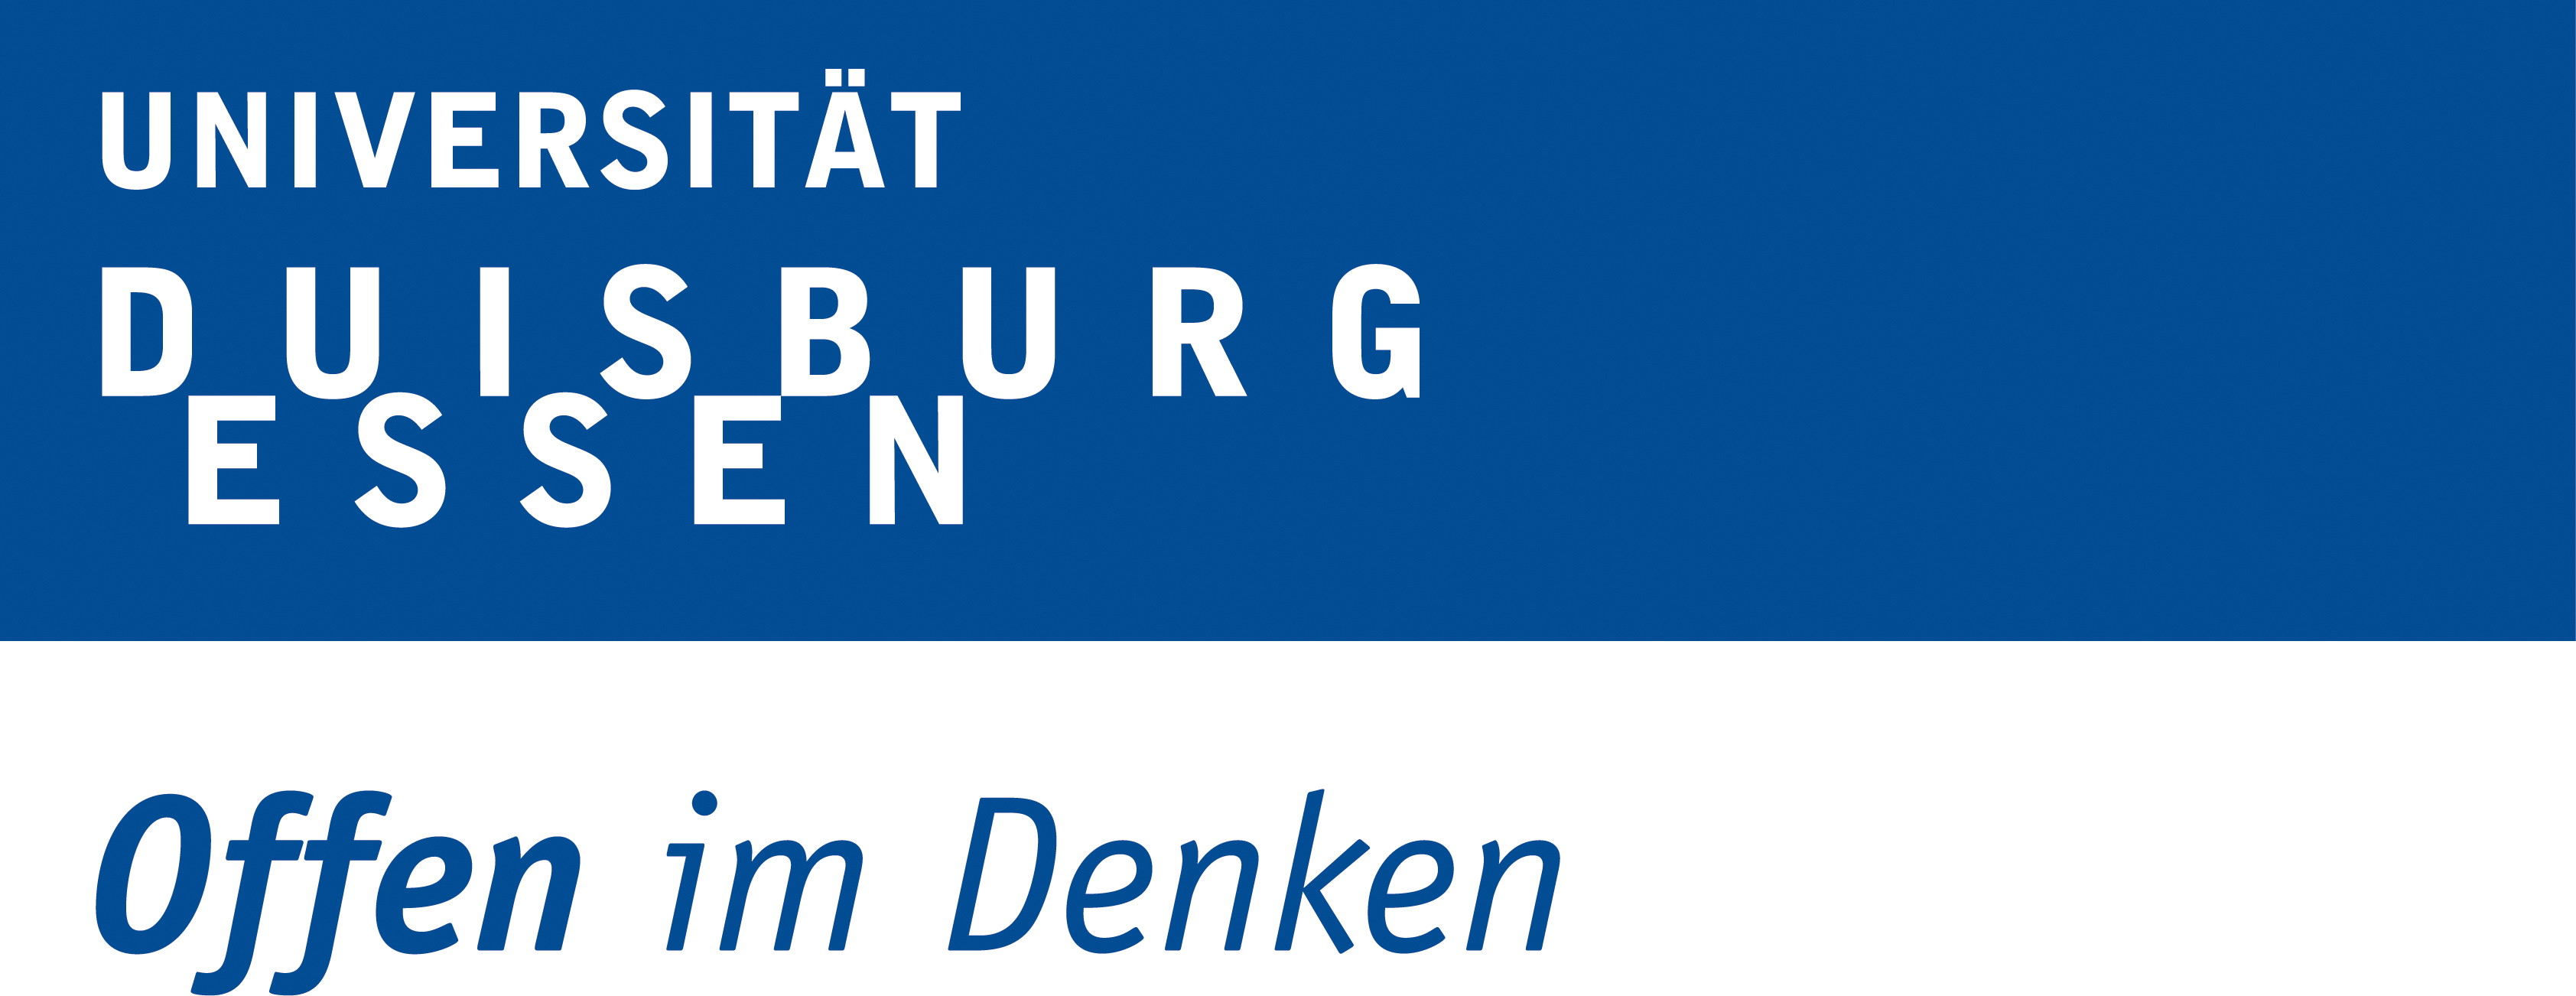 UNIVERSITÄT
DUISBURG
ESSEN
Offen im Denken